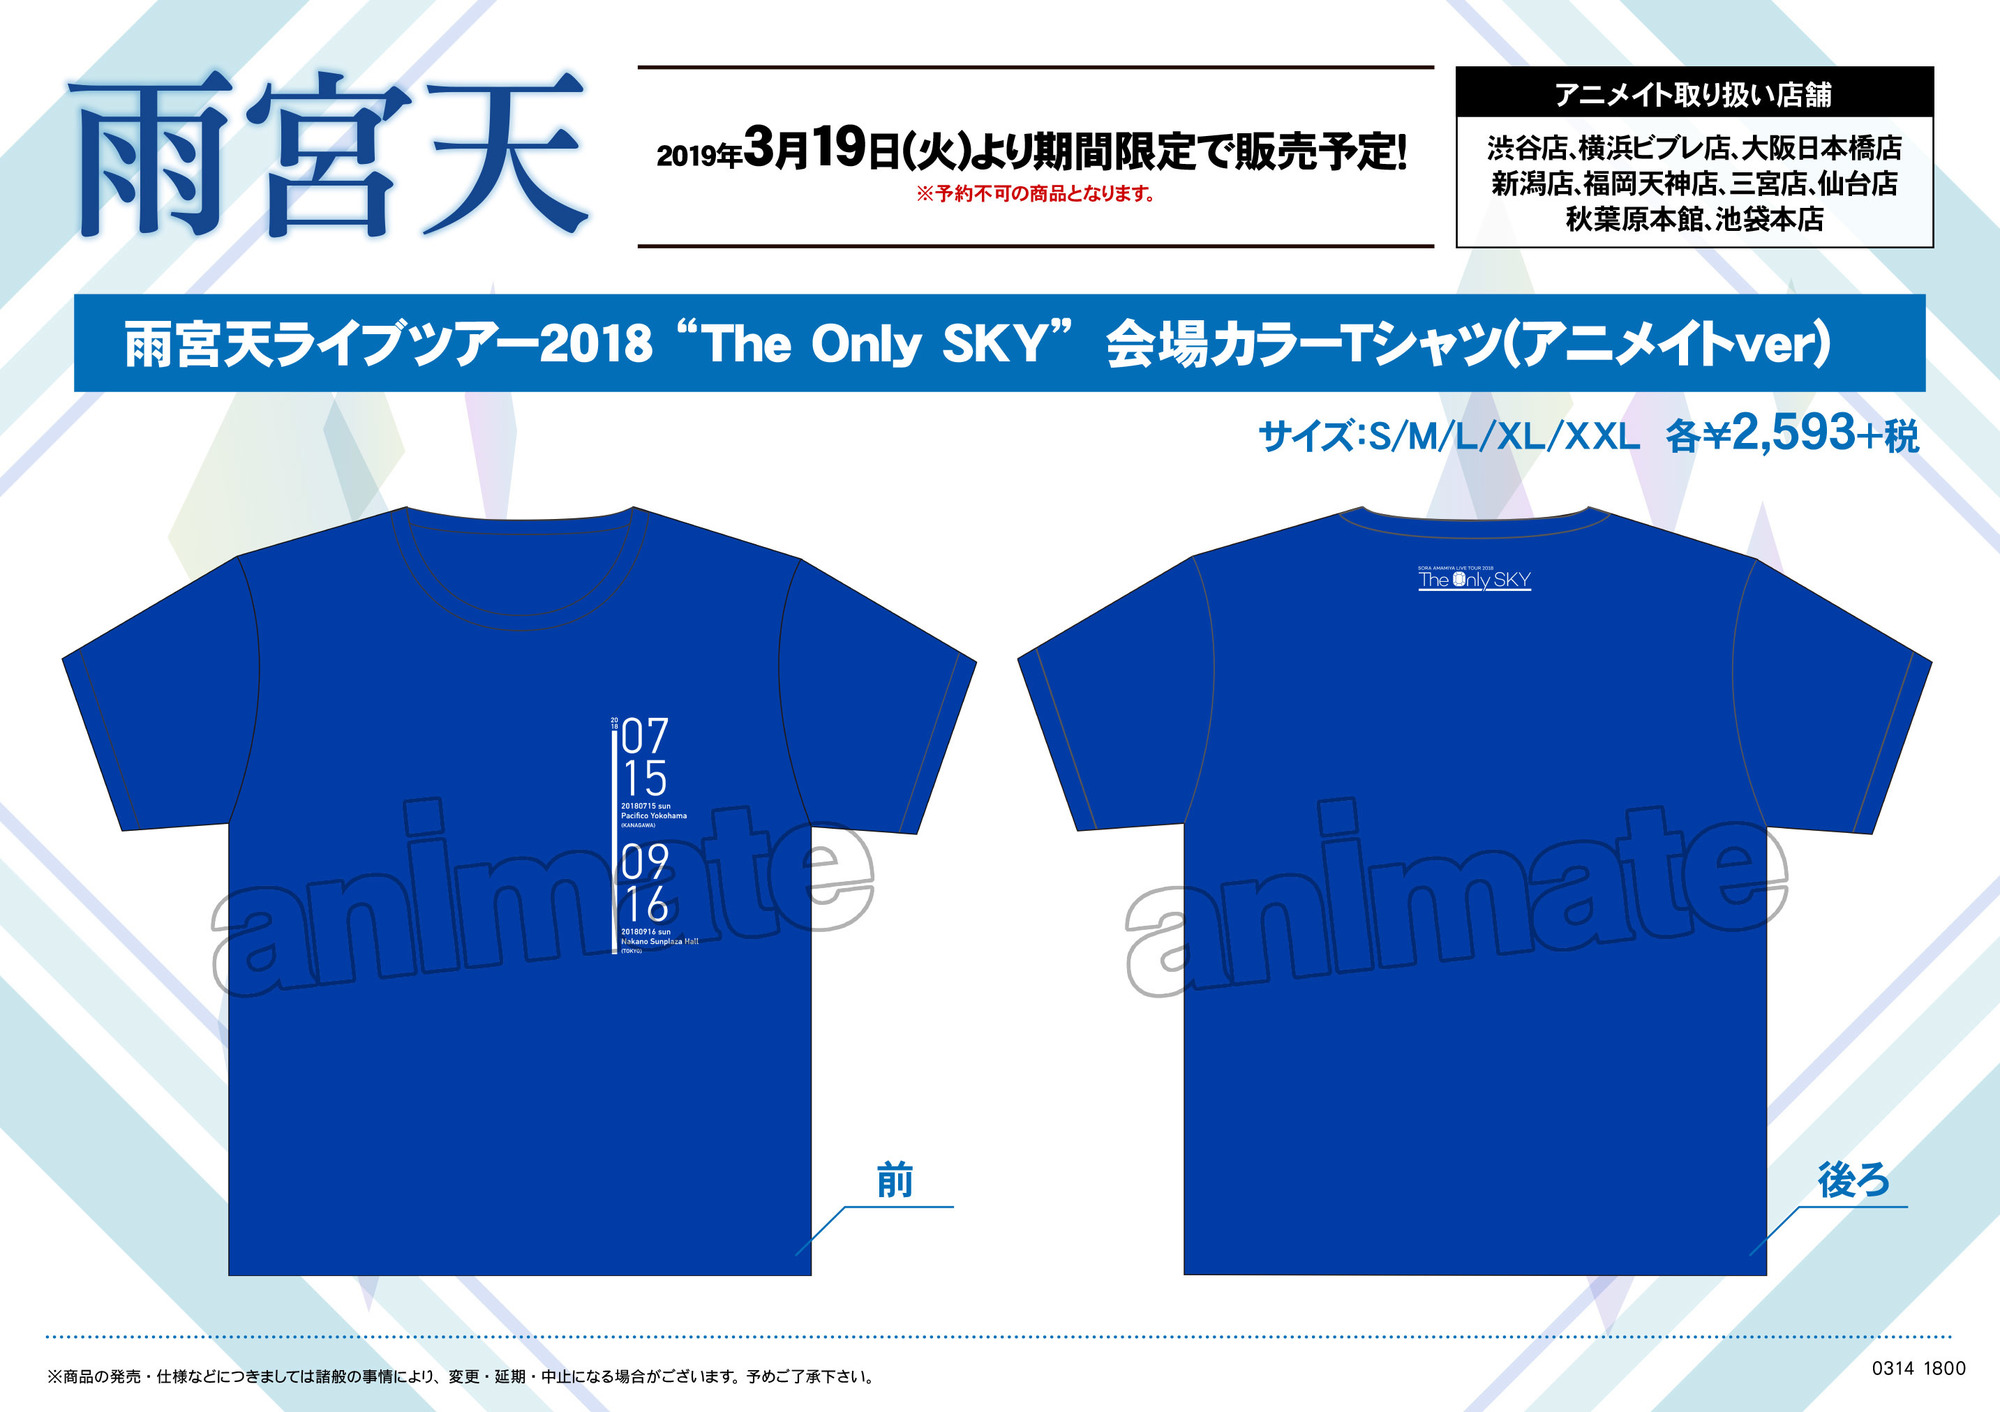 雨宮天
2019年3月19日(火)より期間限定で販売予定!
※予約不可の商品となります。
アニメイト取り扱い店舗
渋谷店、横浜ビブレ店、大阪日本橋店
新潟店、福岡天神店、三宮店、仙台店
秋葉原本館、池袋本店
雨宮天ライブツアー2018 “The Only SKY” 会場カラーTシャツ(アニメイトver)
サイズ:S/M/L/XL/XXL 各¥2,593+税
20
18
07
15
20180715 sun
Pacifico Yokohama
(KANAGAWA)
09
16
20180916 sun
Nakano Sunplaza Hall
(TOKYO)
animate
前
SORA AMAMIYA LIVE TOUR 2018
The Only SKY
animate
後ろ
※商品の発売・仕様などにつきましては諸般の事情により、変更・延期・中止になる場合がございます。予めご了承下さい。
0314 1800